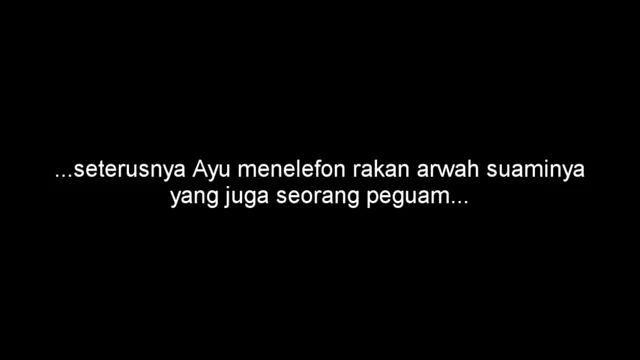 ...seterusnya Ayu menelefon rakan arwah suaminya
yang juga seorang peguam...